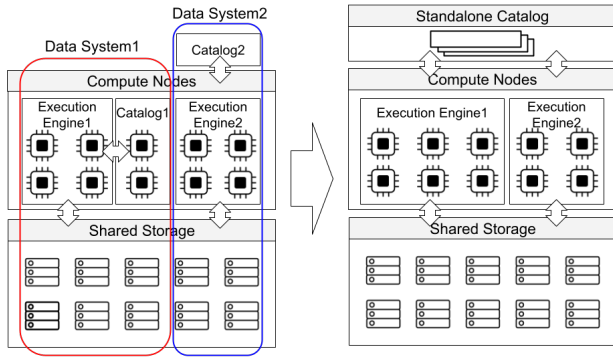 Data System1
Data System2
Catalog2
Compute Nodes
Execution
Engine1
Catalog1
Execution
Engine2
Shared Storage
Standalone Catalog
Compute Nodes
Execution Engine1
Execution
Engine2
Shared Storage